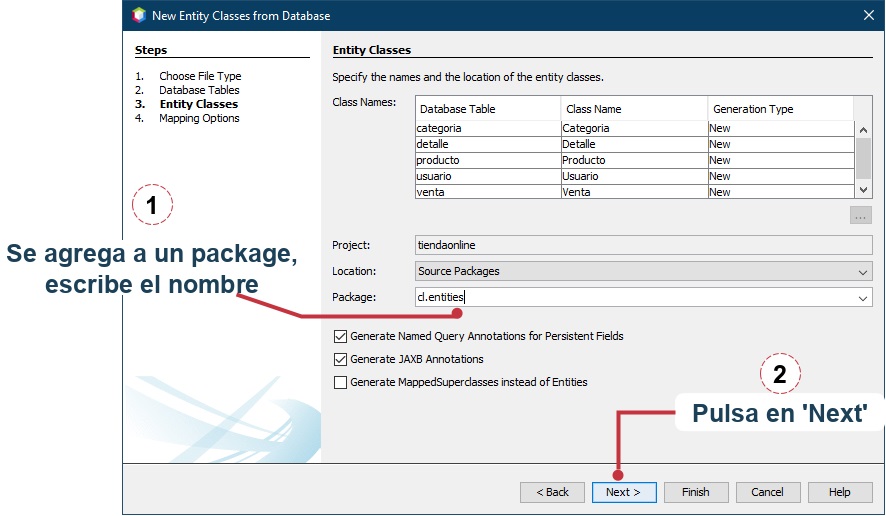 New Entity Classes from Database
Steps
1. Choose File Type
2. Database Tables
3. Entity Classes
4. Mapping Options
Entity Classes
Specify the names and the location of the entity classes.
Class Names:
Database Table Class Name Generation Type
categoria Categoria New
detalle Detalle New
producto Producto New
usuario Usuario New
venta Venta New
...
1
Se agrega a un package,
escribe el nombre
Project: tiendaonline
Location: Source Packages
Package: cl.entities
Generate Named Query Annotations for Persistent Fields
Generate JAXB Annotations
Generate MappedSuperclasses instead of Entities
2
Pulsa en 'Next'
< Back Next > Finish Cancel Help